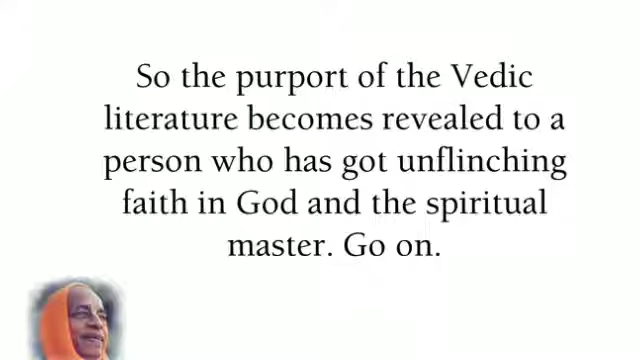 So the purport of the Vedic
literature becomes revealed to a
person who has got unflinching
faith in God and the spiritual
master. Go on.